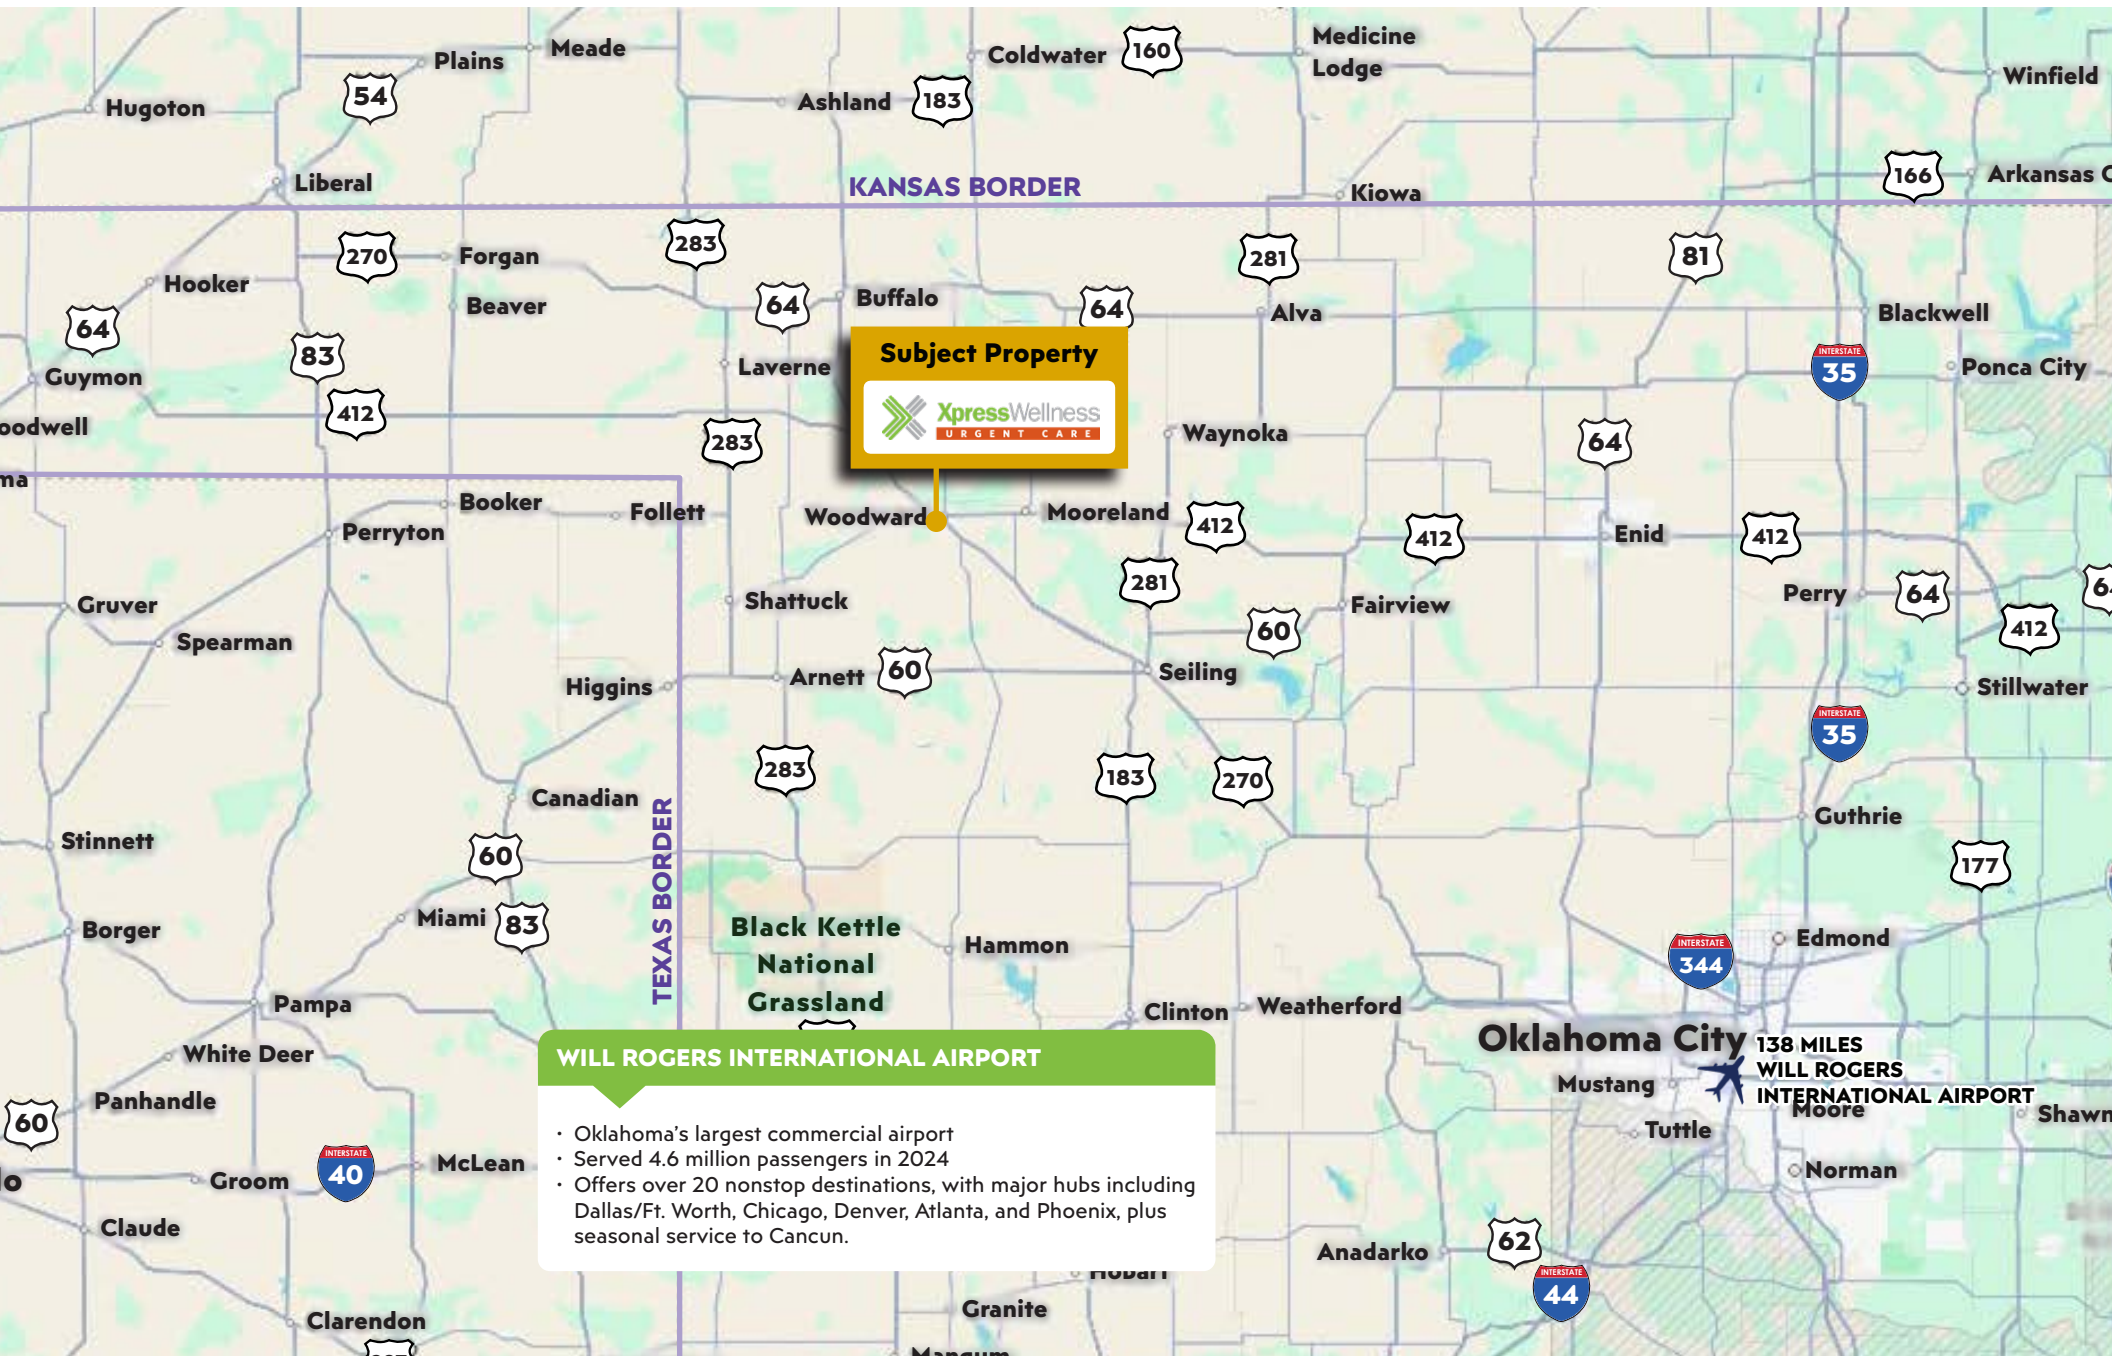 Meade
Plains
54
Hugoton
Liberal
Coldwater
160
Ashland
183
Medicine
Lodge
Winfield
KANSAS BORDER
Kiowa
166
Arkansas
270
Forgan
283
Hooker
Beaver
64
Buffalo
64
281
Alva
81
Blackwell
64
83
Guymon
412
Laverne
Subject Property
XpressWellness
URGENT CARE
35
INTERSTATE
Ponca City
283
Waynoka
64
Booker
Follett
Perryton
Woodward
Mooreland
412
412
Enid
412
Gruver
Spearman
Shattuck
281
Fairview
60
Perry
64
412
Higgins
Arnett
60
Seiling
Stillwater
INTERSTATE
35
283
183
270
Canadian
TEXAS BORDER
Guthrie
Stinnett
60
177
Miami
83
Borger
Black Kettle
National
Grassland
Hammon
INTERSTATE
344
Edmond
Pampa
Clinton
Weatherford
White Deer
WILL ROGERS INTERNATIONAL AIRPORT
Oklahoma City
138 MILES
WILL ROGERS
INTERNATIONAL AIRPORT
Mustang
Moore
Panhandle
60
Tuttle
· Oklahoma's largest commercial airport
· Served 4.6 million passengers in 2024
· Offers over 20 nonstop destinations, with major hubs including
Dallas/Ft. Worth, Chicago, Denver, Atlanta, and Phoenix, plus
seasonal service to Cancun.
Groom
INTERSTATE
40
McLean
Norman
Claude
Anadarko
62
INTERSTATE
44
Hobart
Granite
Clarendon